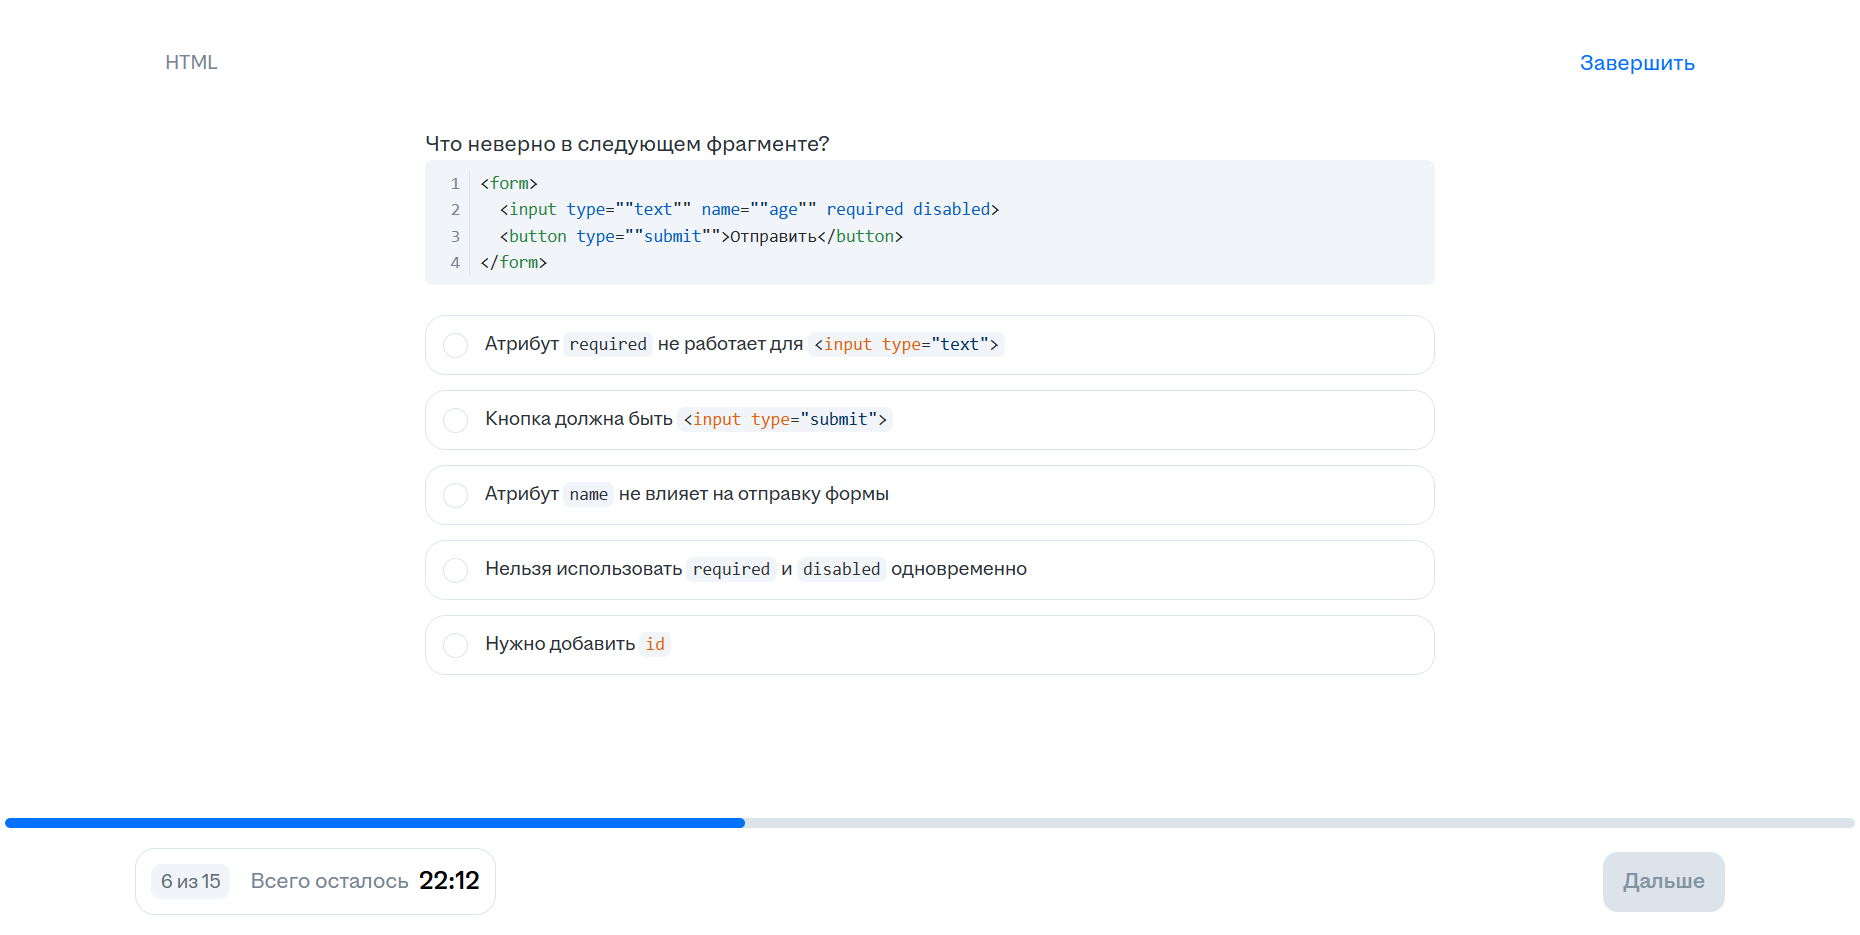 HTML
Завершить
Что неверно в следующем фрагменте?
1 <form>
2   <input type=""text"" name=""age"" required disabled>
3   <button type=""submit"">Отправить</button>
4 </form>
Атрибут required не работает для <input type="text">
Кнопка должна быть <input type="submit">
Атрибут name не влияет на отправку формы
Нельзя использовать required и disabled одновременно
Нужно добавить id
6 из 15 Всего осталось 22:12
Дальше